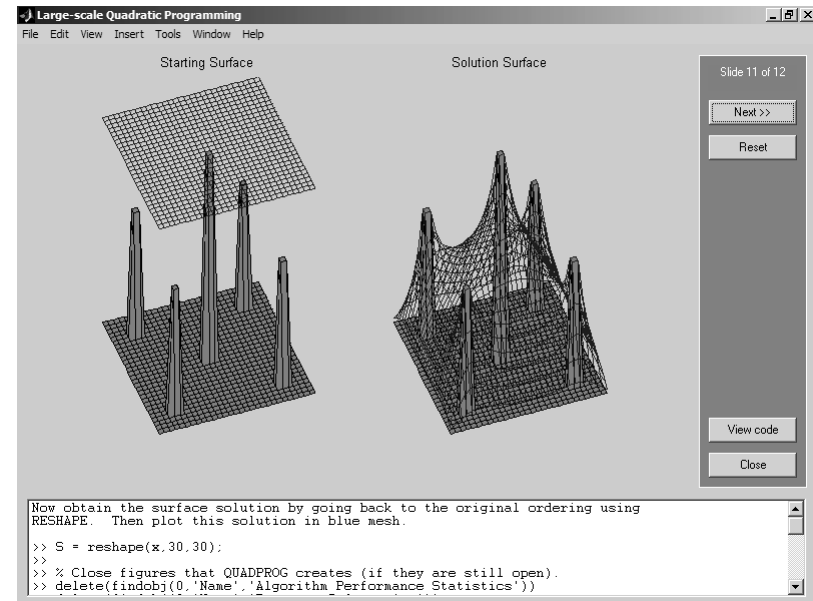 Large-scale Quadratic Programming
File Edit View Insert Tools Window Help
Starting Surface
Solution Surface
Slide 11 of 12
Next >>
Reset
View code
Close
Now obtain the surface solution by going back to the original ordering using
RESHAPE. Then plot this solution in blue mesh.
>> S = reshape(x,30,30);
>>
>> % Close figures that QUADPROG creates (if they are still open).
>> delete(findobj(0,'Name','Algorithm Performance Statistics'))